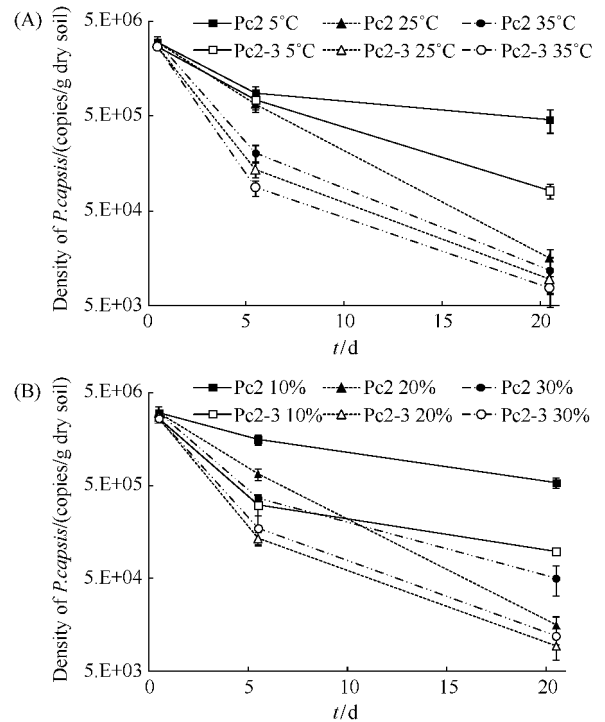 (A)
Pc2 5°C Pc2 25°C Pc2 35°C
Pc2-3 5°C Pc2-3 25°C Pc2-3 35°C
Density of P.capsis/(copies/g dry soil)
5.E+06
5.E+05
5.E+04
5.E+03
0 5 10 15 20
t/d
(B)
Pc2 10% Pc2 20% Pc2 30%
Pc2-3 10% Pc2-3 20% Pc2-3 30%
Density of P.capsis/(copies/g dry soil)
5.E+06
5.E+05
5.E+04
5.E+03
0 5 10 15 20
t/d